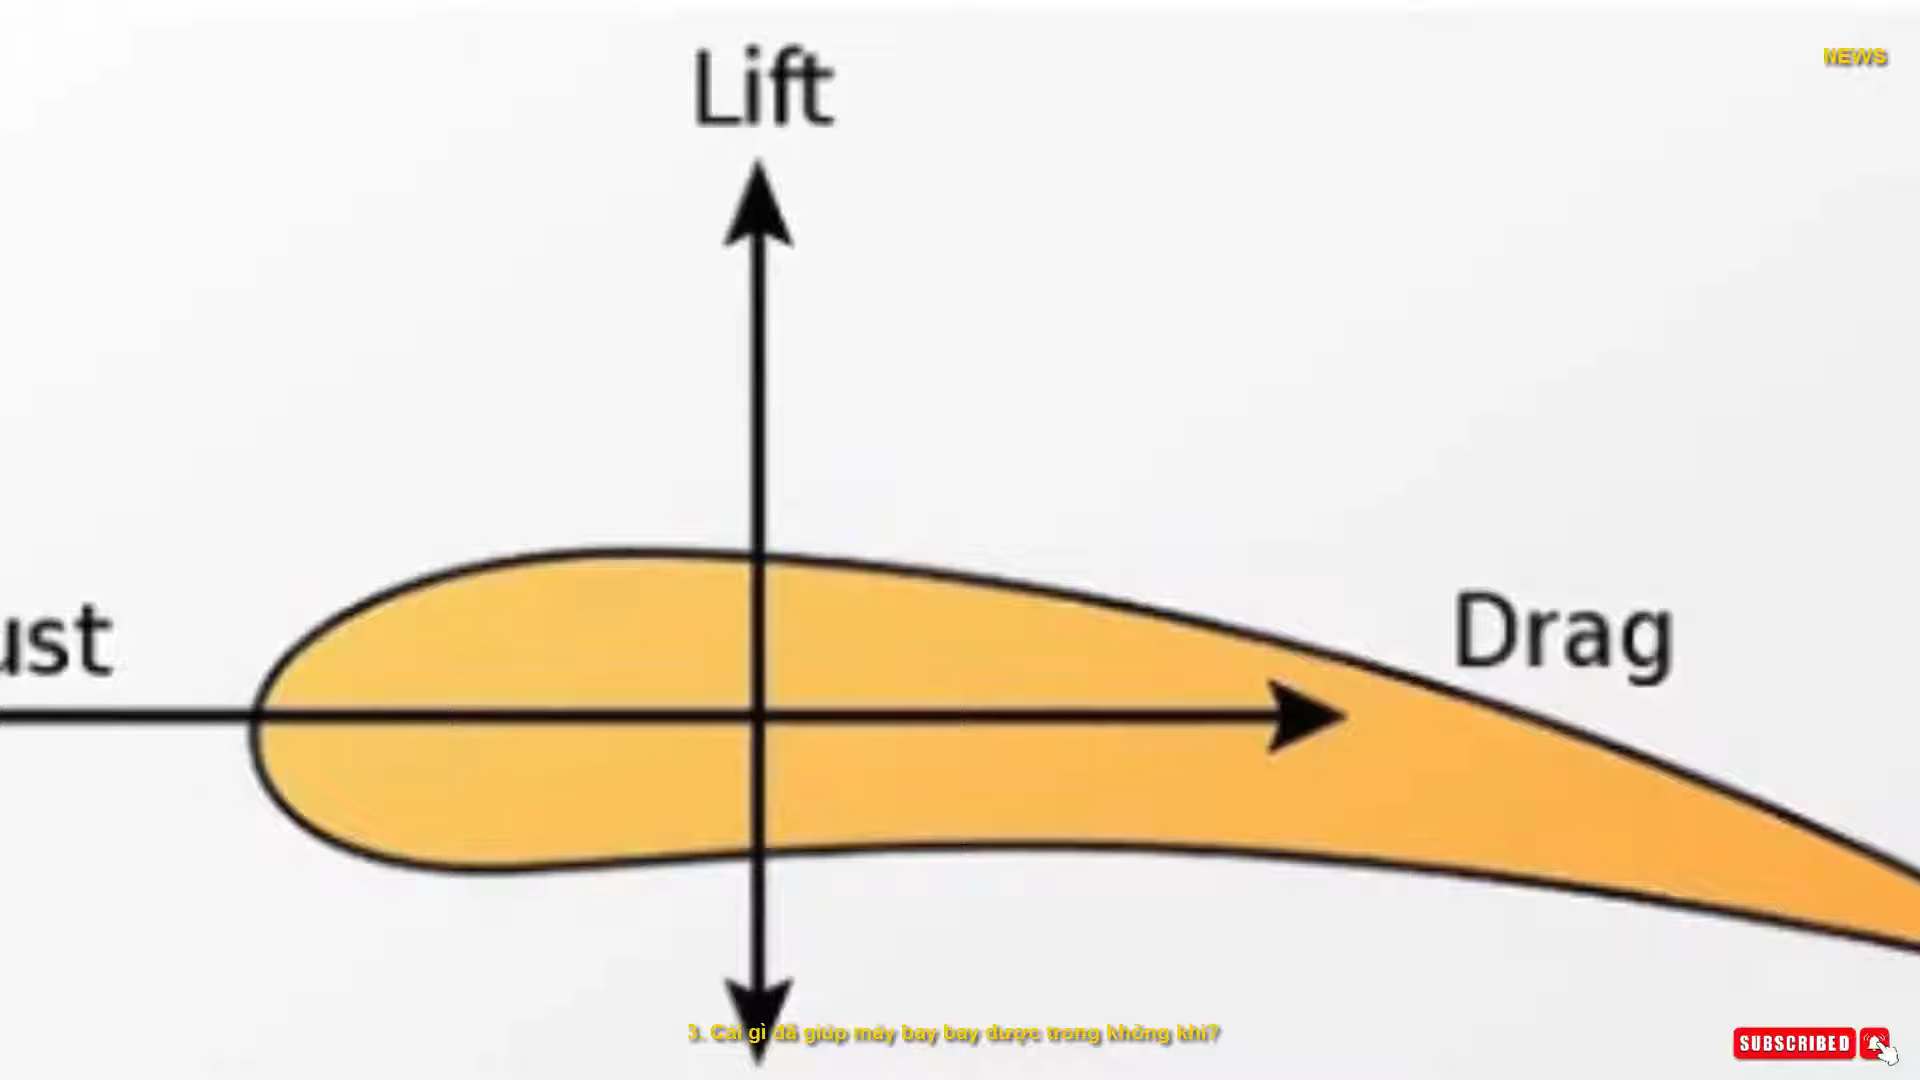 Lift
NEWS
ust
Drag
3. Cái gì đã giúp máy bay bay được trong không khí?
SUBSCRIBED